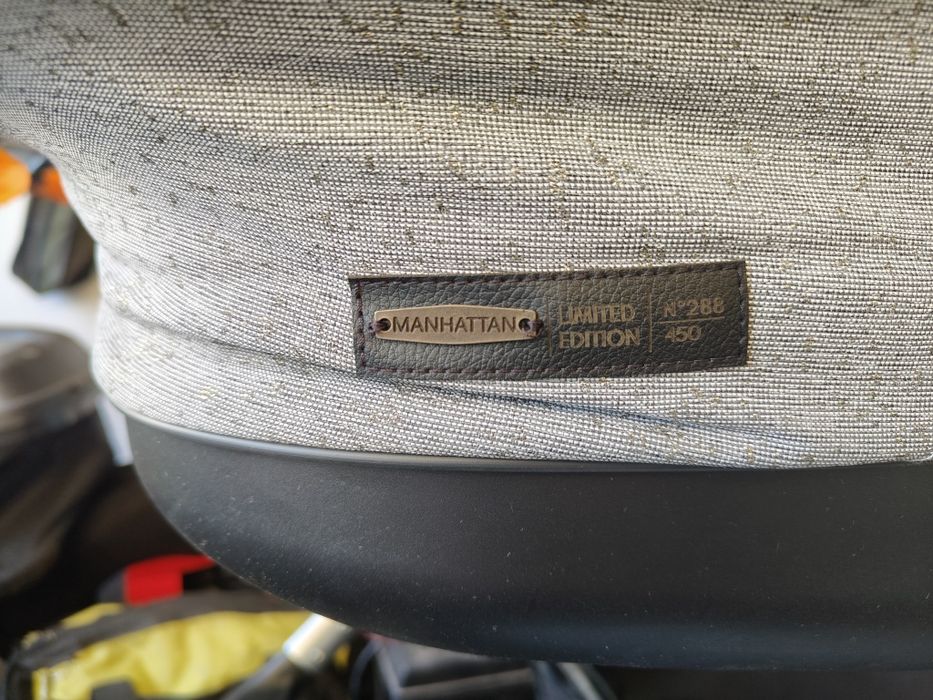 MANHATTAN
LIMITED
EDITION
N°288
450